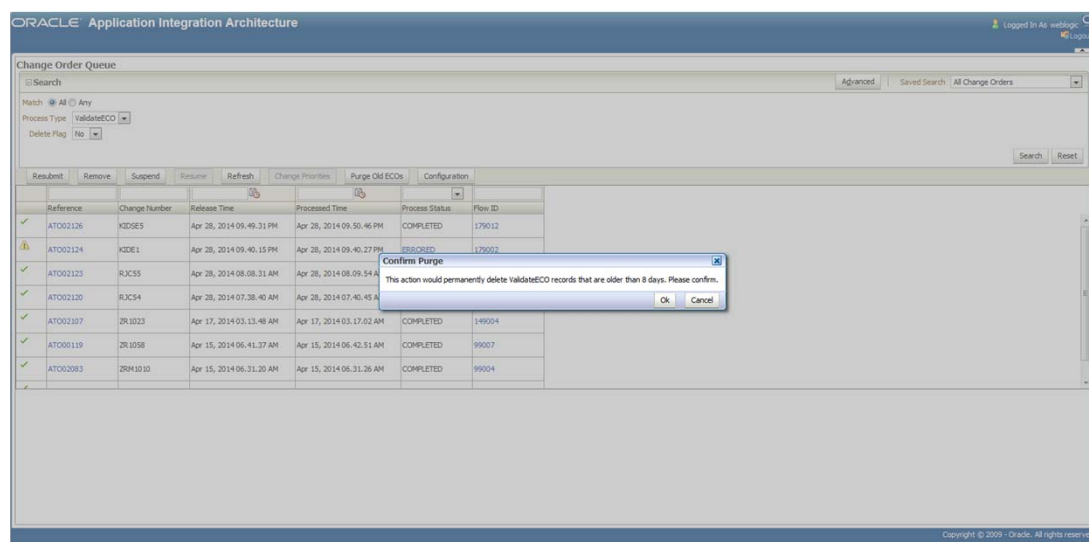 ORACLE Application Integration Architecture
Logged In As weblogic
Change Order Queue
Search
Advanced
Saved Search All Change Orders
Match All Any
Process Type ValidateECO
Delete Flag No
Search Reset
Resubmit Remove Suspend Resume Refresh Change Priorities Purge Old ECOs Configuration
Reference Change Number Release Time Processed Time Process Status Flow ID
ATO02126 KIDSE5 Apr 28, 2014 09.49.31 PM Apr 28, 2014 09.50.46 PM COMPLETED 179012
ATO02124 KIDE1 Apr 28, 2014 09.40.15 PM Apr 28, 2014 09.40.27 PM ERRORED 179002
ATO02123 RJC55 Apr 28, 2014 08.08.31 AM Apr 28, 2014 08.09.54 A
ATO02120 RJC54 Apr 28, 2014 07.38.40 AM Apr 28, 2014 07.40.45 A
ATO02107 ZR1023 Apr 17, 2014 03.13.48 AM Apr 17, 2014 03.17.02 AM COMPLETED 149004
ATO00119 ZR1058 Apr 15, 2014 06.41.37 AM Apr 15, 2014 06.42.51 AM COMPLETED 99007
ATO02083 ZRM1010 Apr 15, 2014 06.31.20 AM Apr 15, 2014 06.31.26 AM COMPLETED 99004
Confirm Purge
This action would permanently delete ValidateECO records that are older than 8 days. Please confirm.
Ok Cancel
Copyright © 2009 - Oracle. All rights reserve